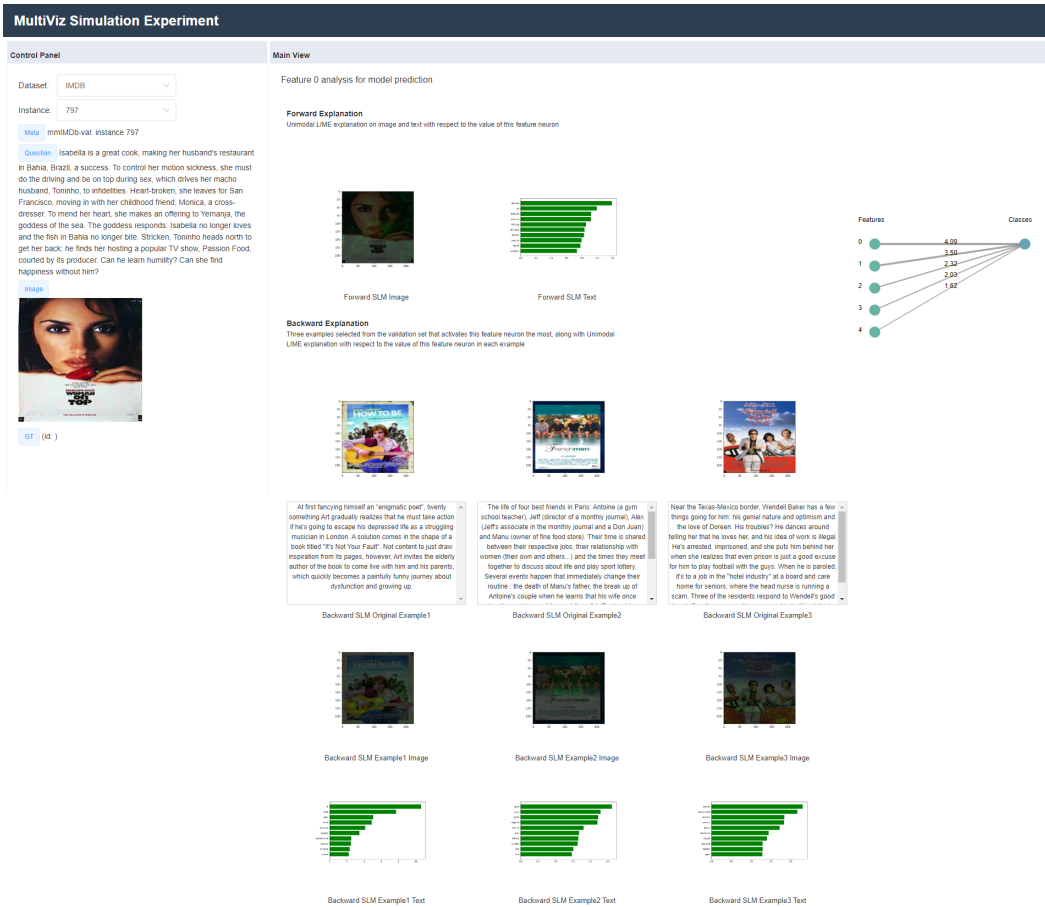 MultiViz Simulation Experiment
Control Panel
Dataset: IMDB
Instance: 797
Meta mmIMDb-val: instance 797
Question Isabella is a great cook, making her husband's restaurant
in Bahia, Brazil, a success. To control her motion sickness, she must
do the driving and be on top during sex, which drives her macho
husband, Toninho, to infidelities. Heart-broken, she leaves for San
Francisco, moving in with her childhood friend, Monica, a cross-
dresser. To mend her heart, she makes an offering to Yemanja, the
goddess of the sea. The goddess responds: Isabella no longer loves
and the fish in Bahia no longer bite. Stricken, Toninho heads north to
get her back; he finds her hosting a popular TV show, Passion Food,
courted by its producer. Can he learn humility? Can she find
happiness without him?
Image
WOMAN
ON
TOP
GT (id: )
Main View
Feature 0 analysis for model prediction
Forward Explanation
Unimodal LIME explanation on image and text with respect to the value of this feature neuron
Forward SLM Image
Forward SLM Text
Features
Classes
0
1
2
3
4
4.09
3.50
2.32
2.03
1.62
Backward Explanation
Three examples selected from the validation set that activates this feature neuron the most, along with Unimodal
LIME explanation with respect to the value of this feature neuron in each example
HOW TO BE
Frenchmen
At first fancying himself an "enigmatic poet", twenty
something Art gradually realizes that he must take action
if he's going to escape his depressed life as a struggling
musician in London. A solution comes in the shape of a
book titled "It's Not Your Fault". Not content to just draw
inspiration from its pages, however, Art invites the elderly
author of the book to come live with him and his parents,
which quickly becomes a painfully funny journey about
dysfunction and growing up.
Backward SLM Original Example1
The life of four best friends in Paris: Antoine (a gym
school teacher), Jeff (director of a monthly journal), Alex
(Jeff's associate in the monthly journal and a Don Juan)
and Manu (owner of fine food store). Their time is shared
between their respective jobs, their relationship with
women (their own and others...) and the times they meet
together to discuss about life and play sport lottery.
Several events happen that immediately change their
routine : the death of Manu's father, the break up of
Antoine's couple when he learns that his wife once
Backward SLM Original Example2
Near the Texas-Mexico border, Wendell Baker has a few
things going for him: his genial nature and optimism and
the love of Doreen. His troubles? He dances around
telling her that he loves her, and his idea of work is illegal.
He's arrested, imprisoned, and she puts him behind her
when she realizes that even prison is just a good excuse
for him to play football with the guys. When he is paroled,
it's to a job in the "hotel industry" at a board and care
home for seniors, where the head nurse is running a
scam. Three of the residents respond to Wendell's good
Backward SLM Original Example3
HOW TO BE
Frenchmen
Backward SLM Example1 Image
Backward SLM Example2 Image
Backward SLM Example3 Image
Backward SLM Example1 Text
Backward SLM Example2 Text
Backward SLM Example3 Text